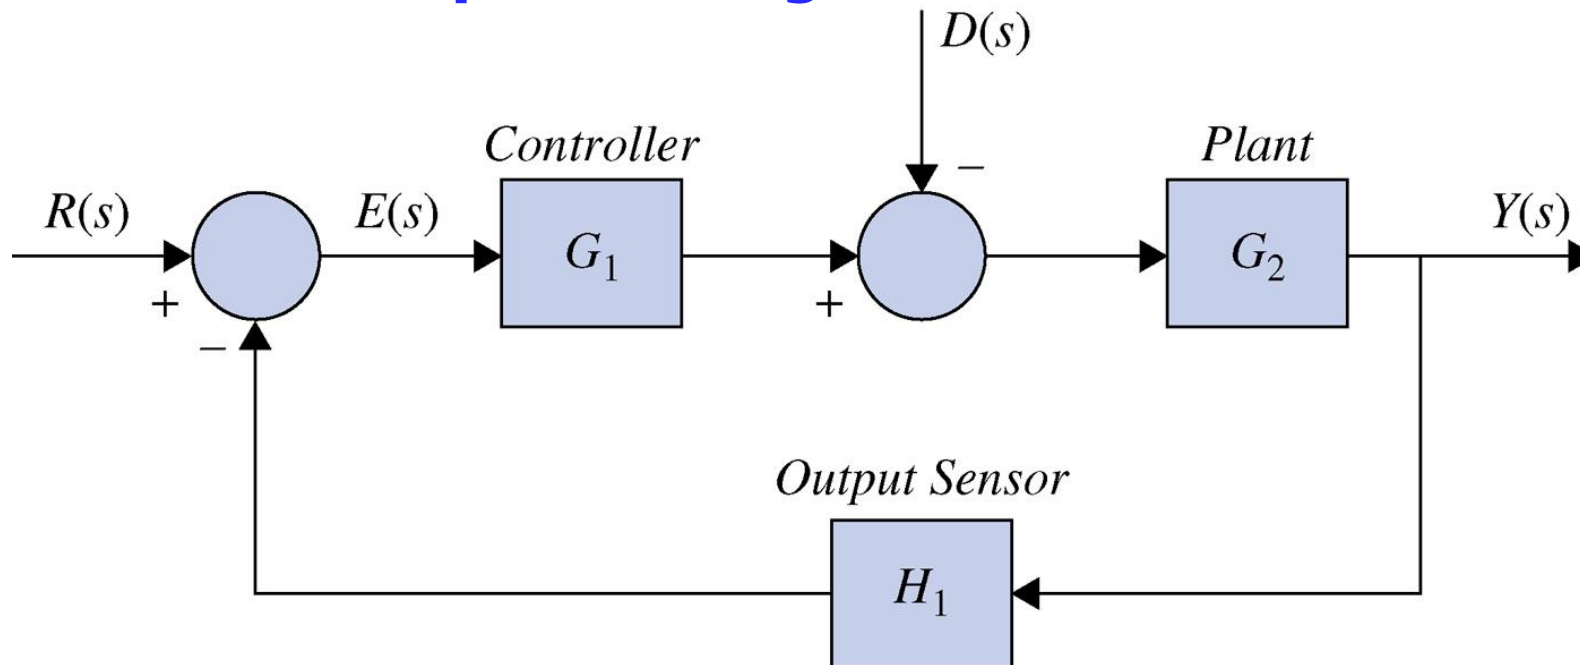 D(s)
Controller
Plant
R(s)
E(s)
Y(s)
G1
G2
+
−
+
−
Output Sensor
H1